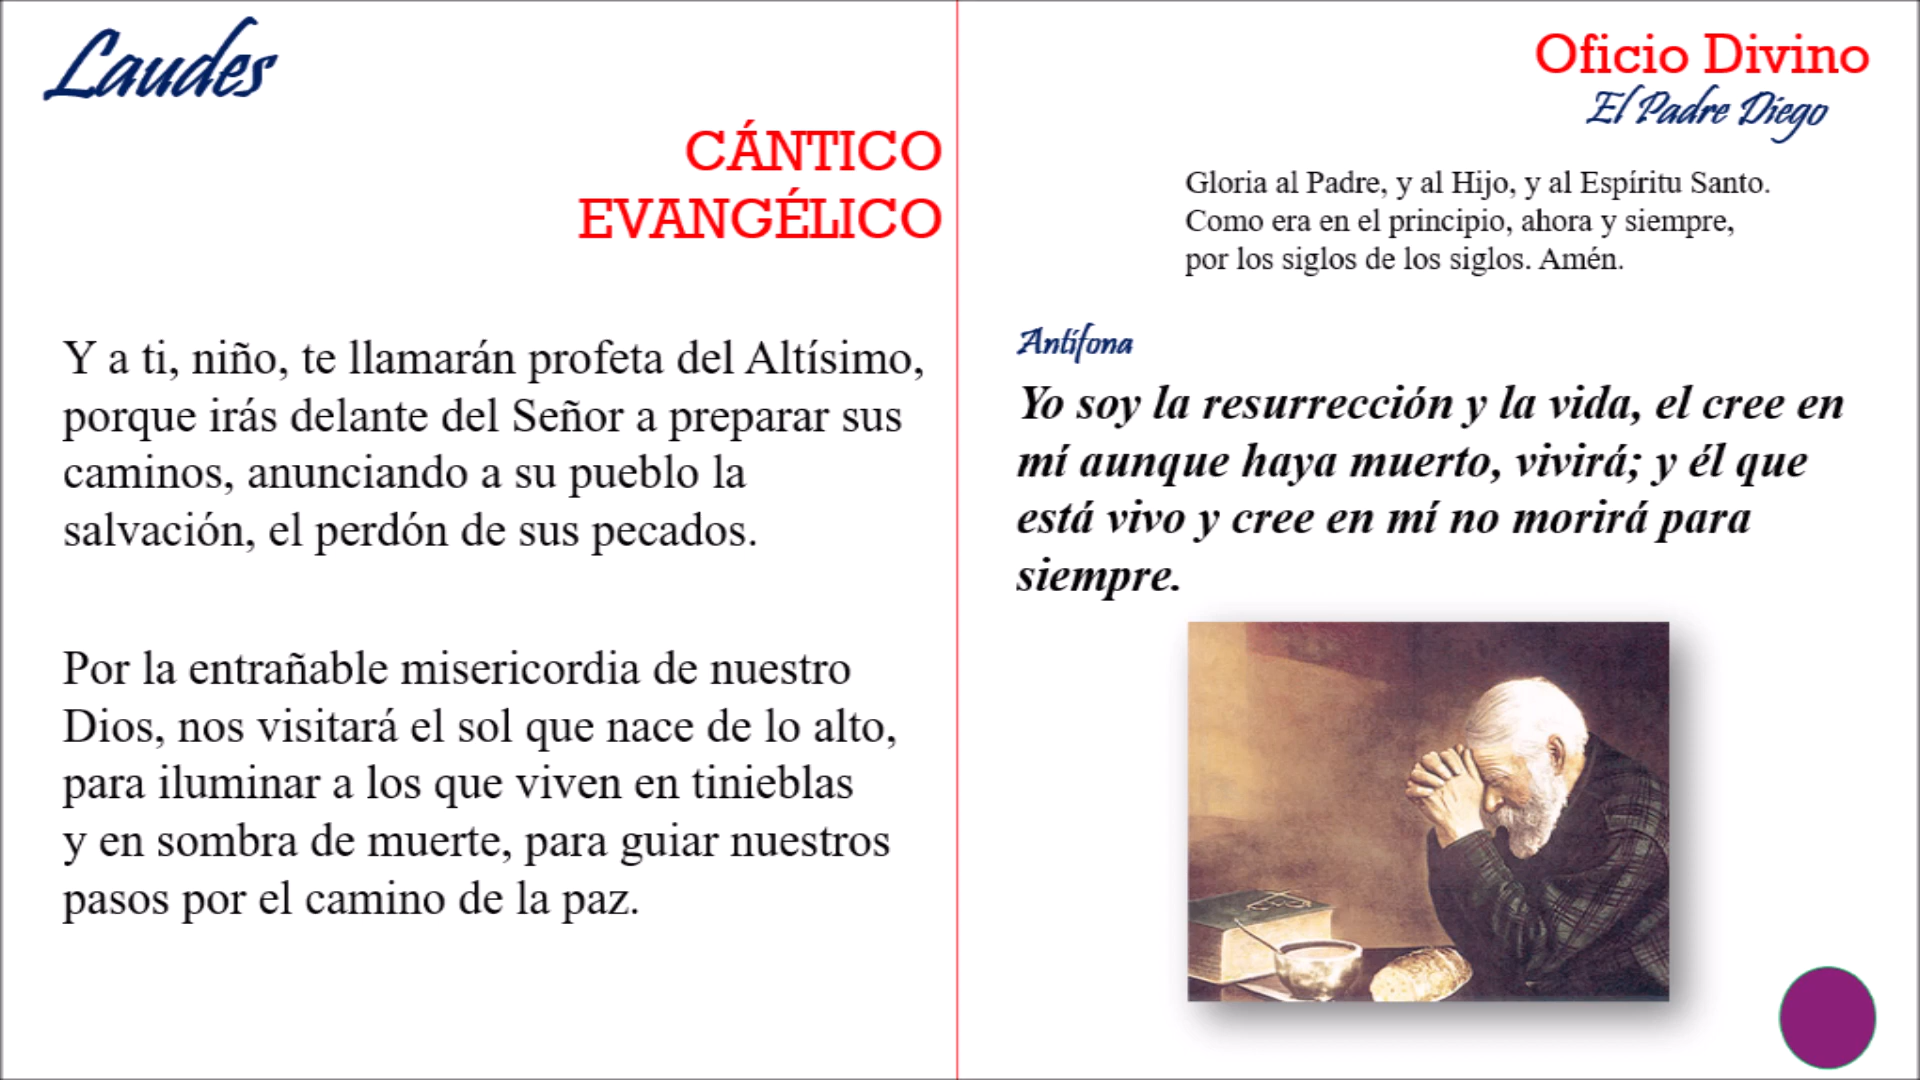 Laudes
CÁNTICO
EVANGÉLICO
Y a ti, niño, te llamarán profeta del Altísimo,
porque irás delante del Señor a preparar sus
caminos, anunciando a su pueblo la
salvación, el perdón de sus pecados.
Por la entrañable misericordia de nuestro
Dios, nos visitará el sol que nace de lo alto,
para iluminar a los que viven en tinieblas
y en sombra de muerte, para guiar nuestros
pasos por el camino de la paz.
Oficio Divino
El Padre Diego
Gloria al Padre, y al Hijo, y al Espíritu Santo.
Como era en el principio, ahora y siempre,
por los siglos de los siglos. Amén.
Antífona
Yo soy la resurrección y la vida, el cree en
mí aunque haya muerto, vivirá; y él que
está vivo y cree en mí no morirá para
siempre.